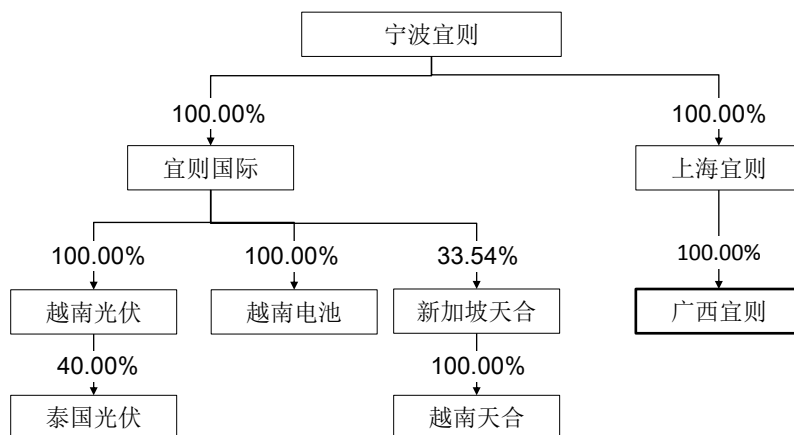 宁波宜则
100.00%
100.00%
宜则国际
上海宜则
100.00%
100.00%
33.54%
100.00%
越南光伏
越南电池
新加坡天合
广西宜则
40.00%
100.00%
泰国光伏
越南天合